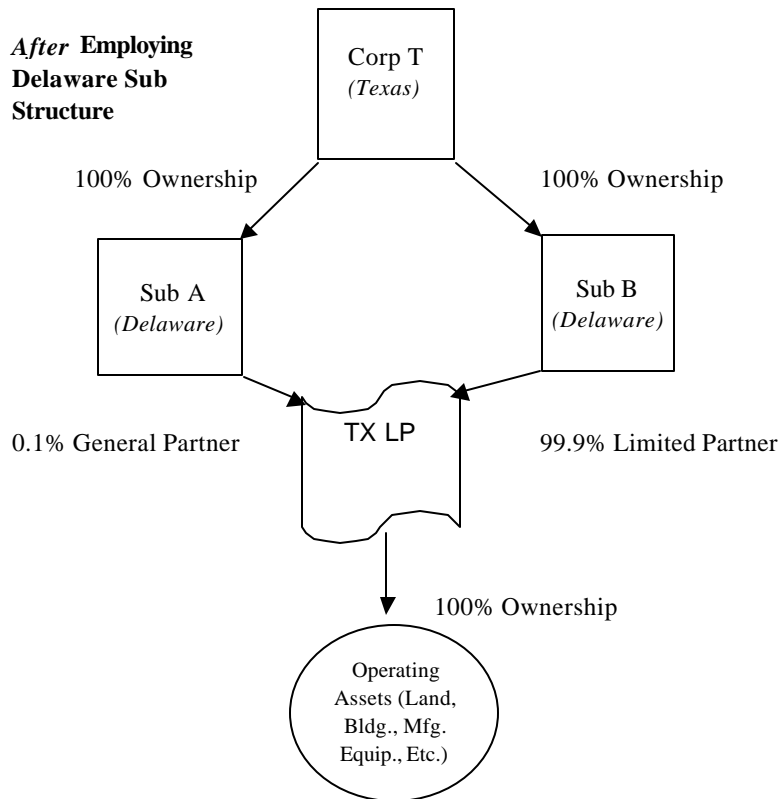 After Employing
Delaware Sub
Structure
Corp T
(Texas)
100% Ownership
100% Ownership
Sub A
(Delaware)
Sub B
(Delaware)
0.1% General Partner
TX LP
99.9% Limited Partner
100% Ownership
Operating
Assets (Land,
Bldg., Mfg.
Equip., Etc.)